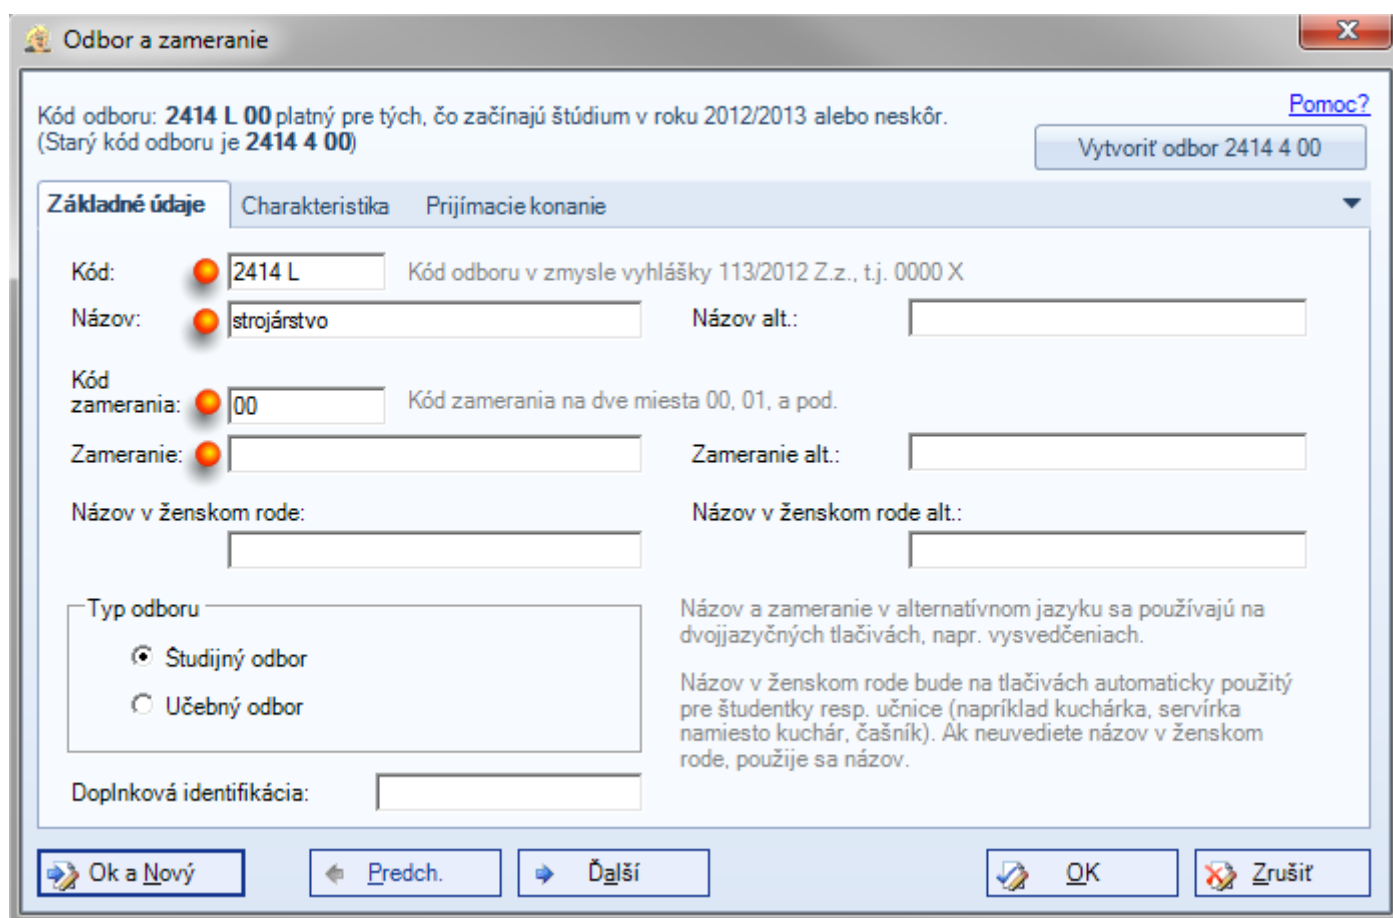 Odbor a zameranie
Kód odboru: 2414 L 00 platný pre tých, čo začínajú štúdium v roku 2012/2013 alebo neskôr.
(Starý kód odboru je 2414 4 00)
Pomoc?
Vytvoriť odbor 2414 4 00
Základné údaje Charakteristika Prijímacie konanie
Kód: 2414 L Kód odboru v zmysle vyhlášky 113/2012 Z.z., t.j. 0000 X
Názov: strojárstvo Názov alt.:
Kód
zamerania: 00 Kód zamerania na dve miesta 00, 01, a pod.
Zameranie: Zameranie alt.:
Názov v ženskom rode: Názov v ženskom rode alt.:
Typ odboru
Študijný odbor
Učebný odbor
Názov a zameranie v alternatívnom jazyku sa používajú na
dvojjazyčných tlačivách, napr. vysvedčeniach.
Názov v ženskom rode bude na tlačivách automaticky použitý
pre študentky resp. učnice (napríklad kuchárka, servírka
namiesto kuchár, čašník). Ak neuvediete názov v ženskom
rode, použije sa názov.
Doplnková identifikácia:
Ok a Nový Predch. Ďalší OK Zrušiť